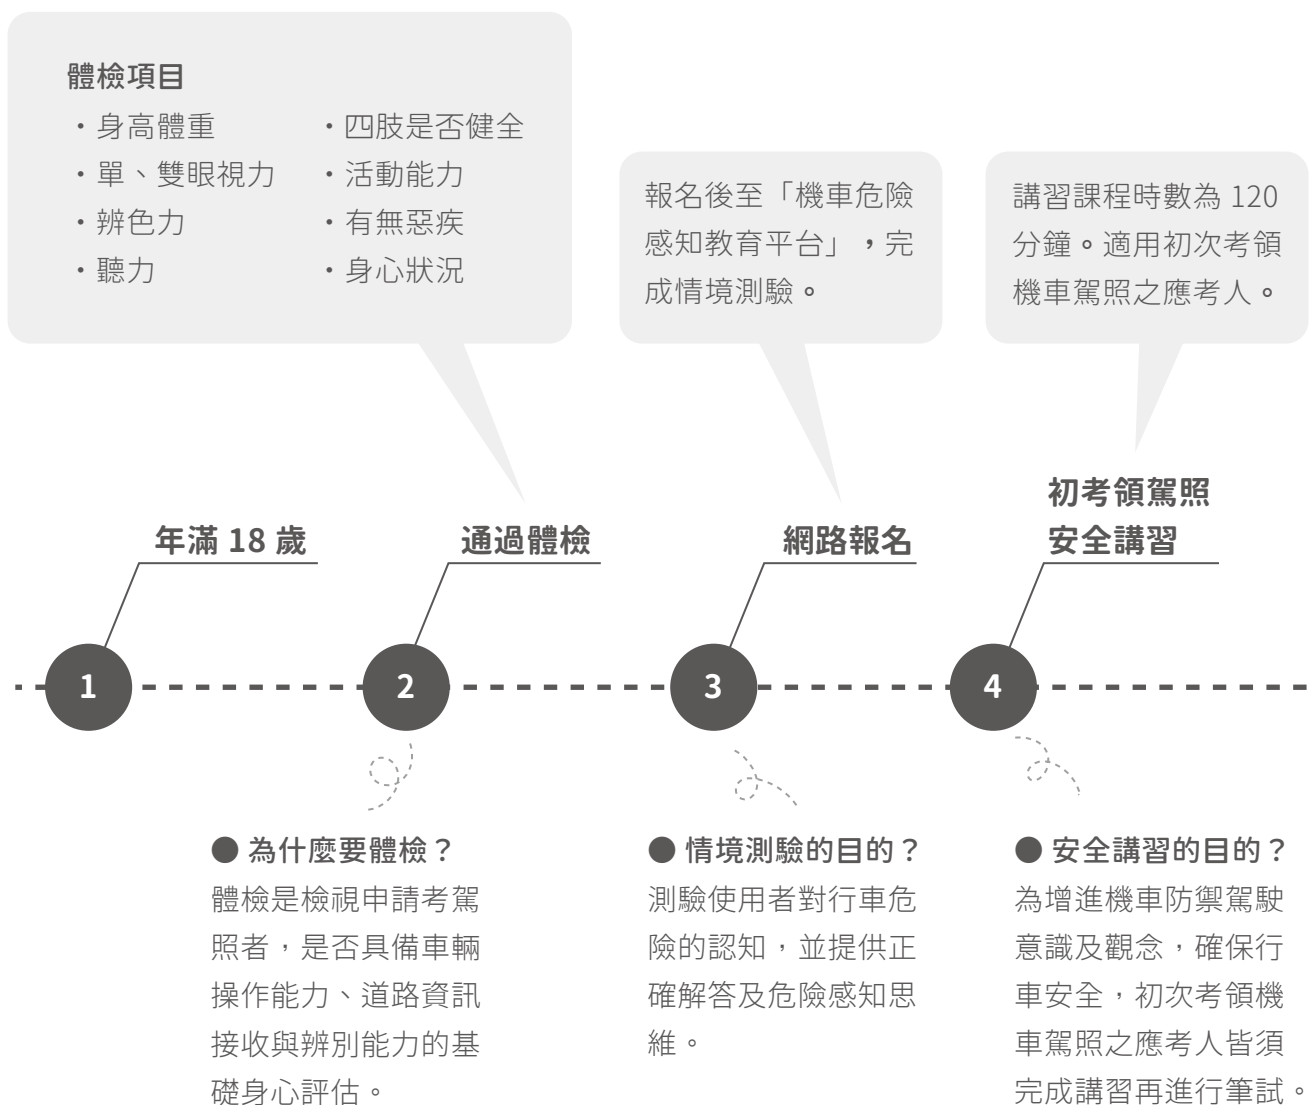 體檢項目
・身高體重
・單、雙眼視力
・辨色力
・聽力
・四肢是否健全
・活動能力
・有無惡疾
・身心狀況
報名後至「機車危險
感知教育平台」，完
成情境測驗。
講習課程時數為 120
分鐘。適用初次考領
機車駕照之應考人。
年滿 18 歲
通過體檢
網路報名
初考領駕照
安全講習
1
2
3
4
● 為什麼要體檢？
體檢是檢視申請考駕
照者，是否具備車輛
操作能力、道路資訊
接收與辨別能力的基
礎身心評估。
● 情境測驗的目的？
測驗使用者對行車危
險的認知，並提供正
確解答及危險感知思
維。
● 安全講習的目的？
為增進機車防禦駕駛
意識及觀念，確保行
車安全，初次考領機
車駕照之應考人皆須
完成講習再進行筆試。